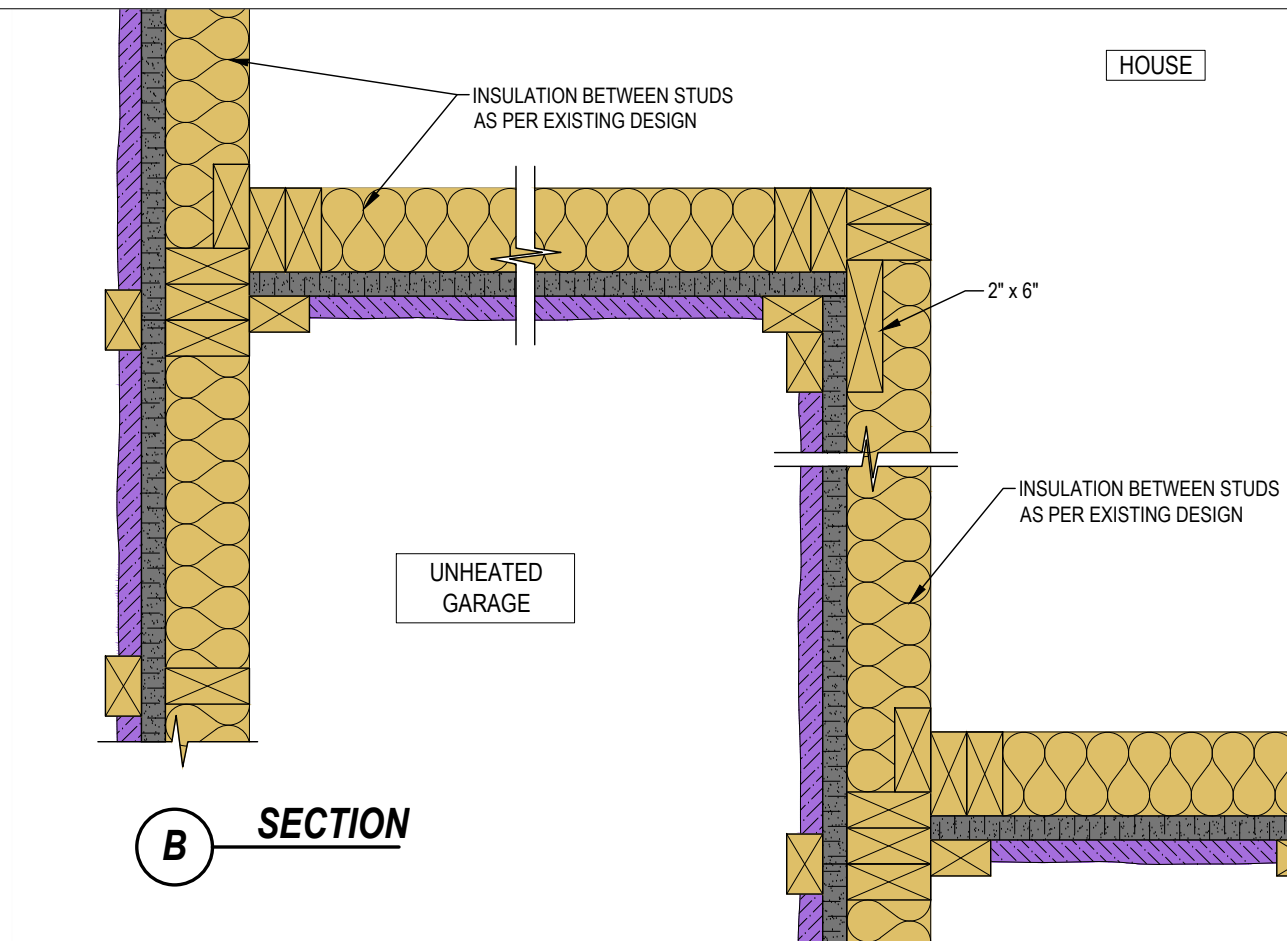 HOUSE
INSULATION BETWEEN STUDS
AS PER EXISTING DESIGN
2" x 6"
INSULATION BETWEEN STUDS
AS PER EXISTING DESIGN
UNHEATED
GARAGE
B SECTION